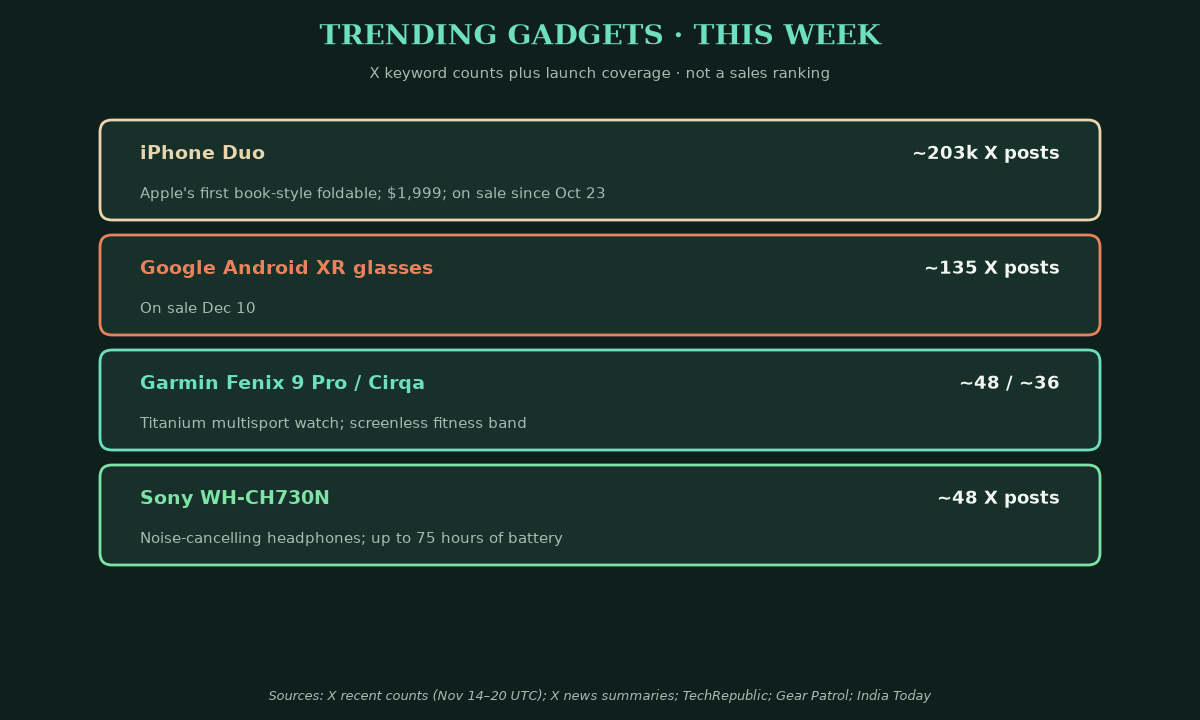 TRENDING GADGETS · THIS WEEK
X keyword counts plus launch coverage · not a sales ranking
iPhone Duo
~203k X posts
Apple's first book-style foldable; $1,999; on sale since Oct 23
Google Android XR glasses
~135 X posts
On sale Dec 10
Garmin Fenix 9 Pro / Cirqa
~48 / ~36
Titanium multisport watch; screenless fitness band
Sony WH-CH730N
~48 X posts
Noise-cancelling headphones; up to 75 hours of battery
Sources: X recent counts (Nov 14–20 UTC); X news summaries; TechRepublic; Gear Patrol; India Today